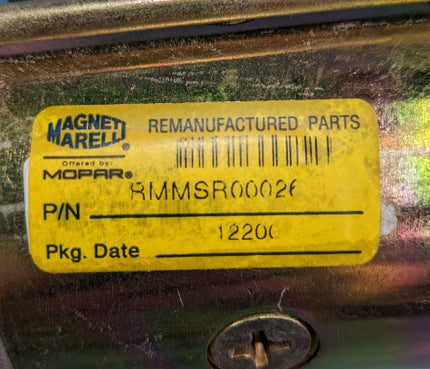 MAGNETI MARELLI®
REMANUFACTURED PARTS
Offered by:
MOPAR®
RMMSR00026
P/N
12200
Pkg. Date